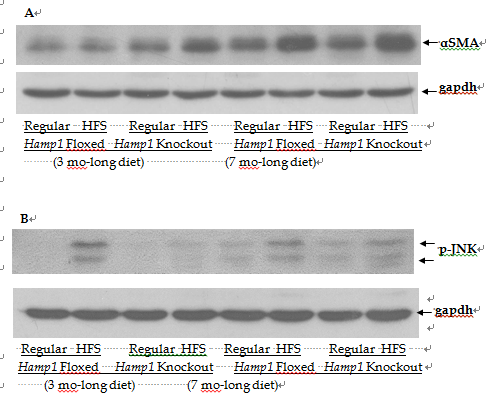 A
αSMA
gapdh
Regular HFS Regular HFS Regular HFS Regular HFS
Hamp1 Floxed Hamp1 Knockout Hamp1 Floxed Hamp1 Knockout
(3 mo-long diet) (7 mo-long diet)
B
p-JNK
gapdh
Regular HFS Regular HFS Regular HFS Regular HFS
Hamp1 Floxed Hamp1 Knockout Hamp1 Floxed Hamp1 Knockout
(3 mo-long diet) (7 mo-long diet)